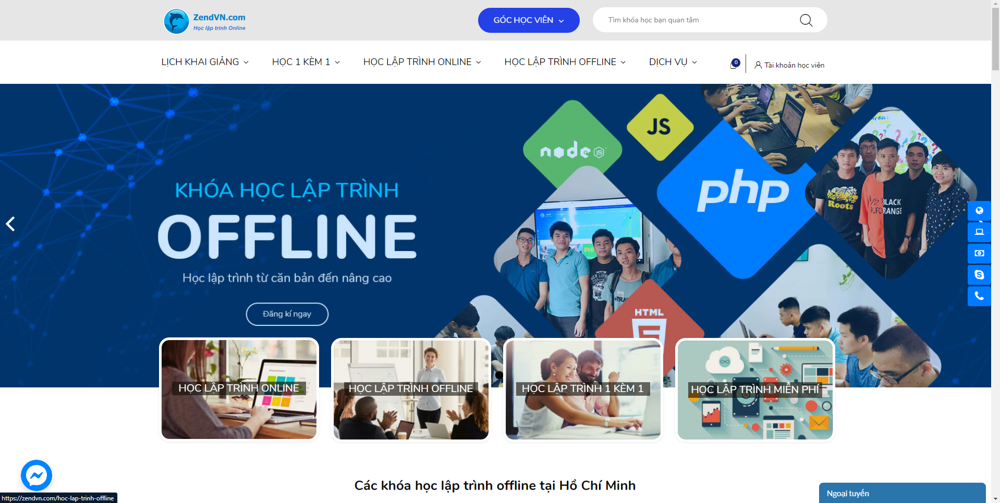 ZendVN.com
Học lập trình Online
GÓC HỌC VIÊN
Tìm khóa học bạn quan tâm
LỊCH KHAI GIẢNG
HỌC 1 KÈM 1
HỌC LẬP TRÌNH ONLINE
HỌC LẬP TRÌNH OFFLINE
DỊCH VỤ
0
Tài khoản học viên
node JS
JS
php
KHÓA HỌC LẬP TRÌNH
OFFLINE
Học lập trình từ căn bản đến nâng cao
Đăng kí ngay
Roots
BLACK
HTML
HỌC LẬP TRÌNH ONLINE
HỌC LẬP TRÌNH OFFLINE
HỌC LẬP TRÌNH 1 KÈM 1
HỌC LẬP TRÌNH MIỄN PHÍ
Các khóa học lập trình offline tại Hồ Chí Minh
Ngoại tuyến
https://zendvn.com/hoc-lap-trinh-offline